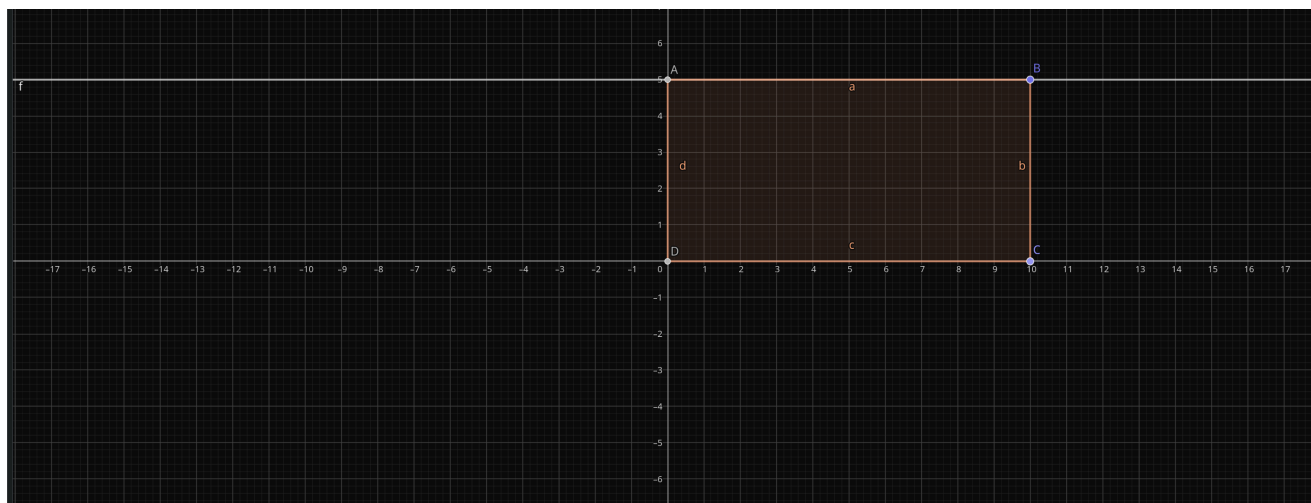 6
A B
5
f a
4
3
d b
2
1
c
D C
–17 –16 –15 –14 –13 –12 –11 –10 –9 –8 –7 –6 –5 –4 –3 –2 –1 0 1 2 3 4 5 6 7 8 9 10 11 12 13 14 15 16 17
–1
–2
–3
–4
–5
–6